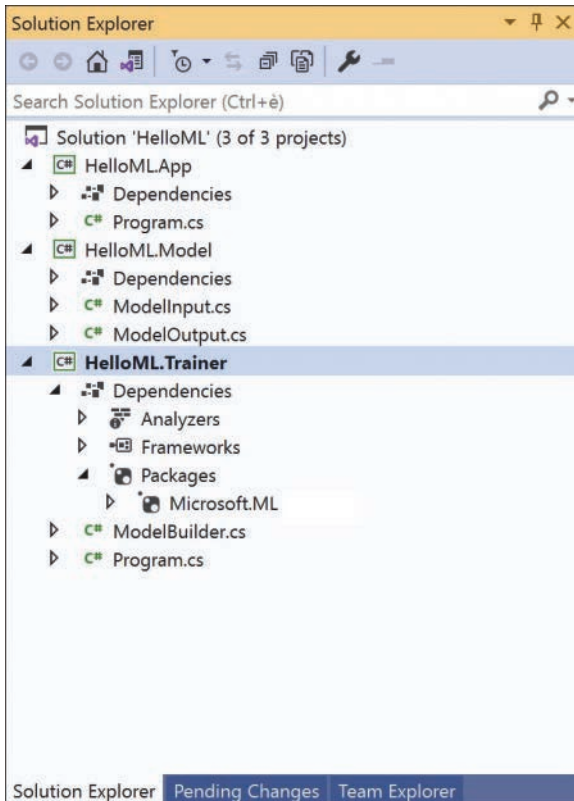 Solution Explorer
Search Solution Explorer (Ctrl+è)
Solution 'HelloML' (3 of 3 projects)
C# HelloML.App
Dependencies
C# Program.cs
C# HelloML.Model
Dependencies
C# ModelInput.cs
C# ModelOutput.cs
C# HelloML.Trainer
Dependencies
Analyzers
Frameworks
Packages
Microsoft.ML
C# ModelBuilder.cs
C# Program.cs
Solution Explorer Pending Changes Team Explorer